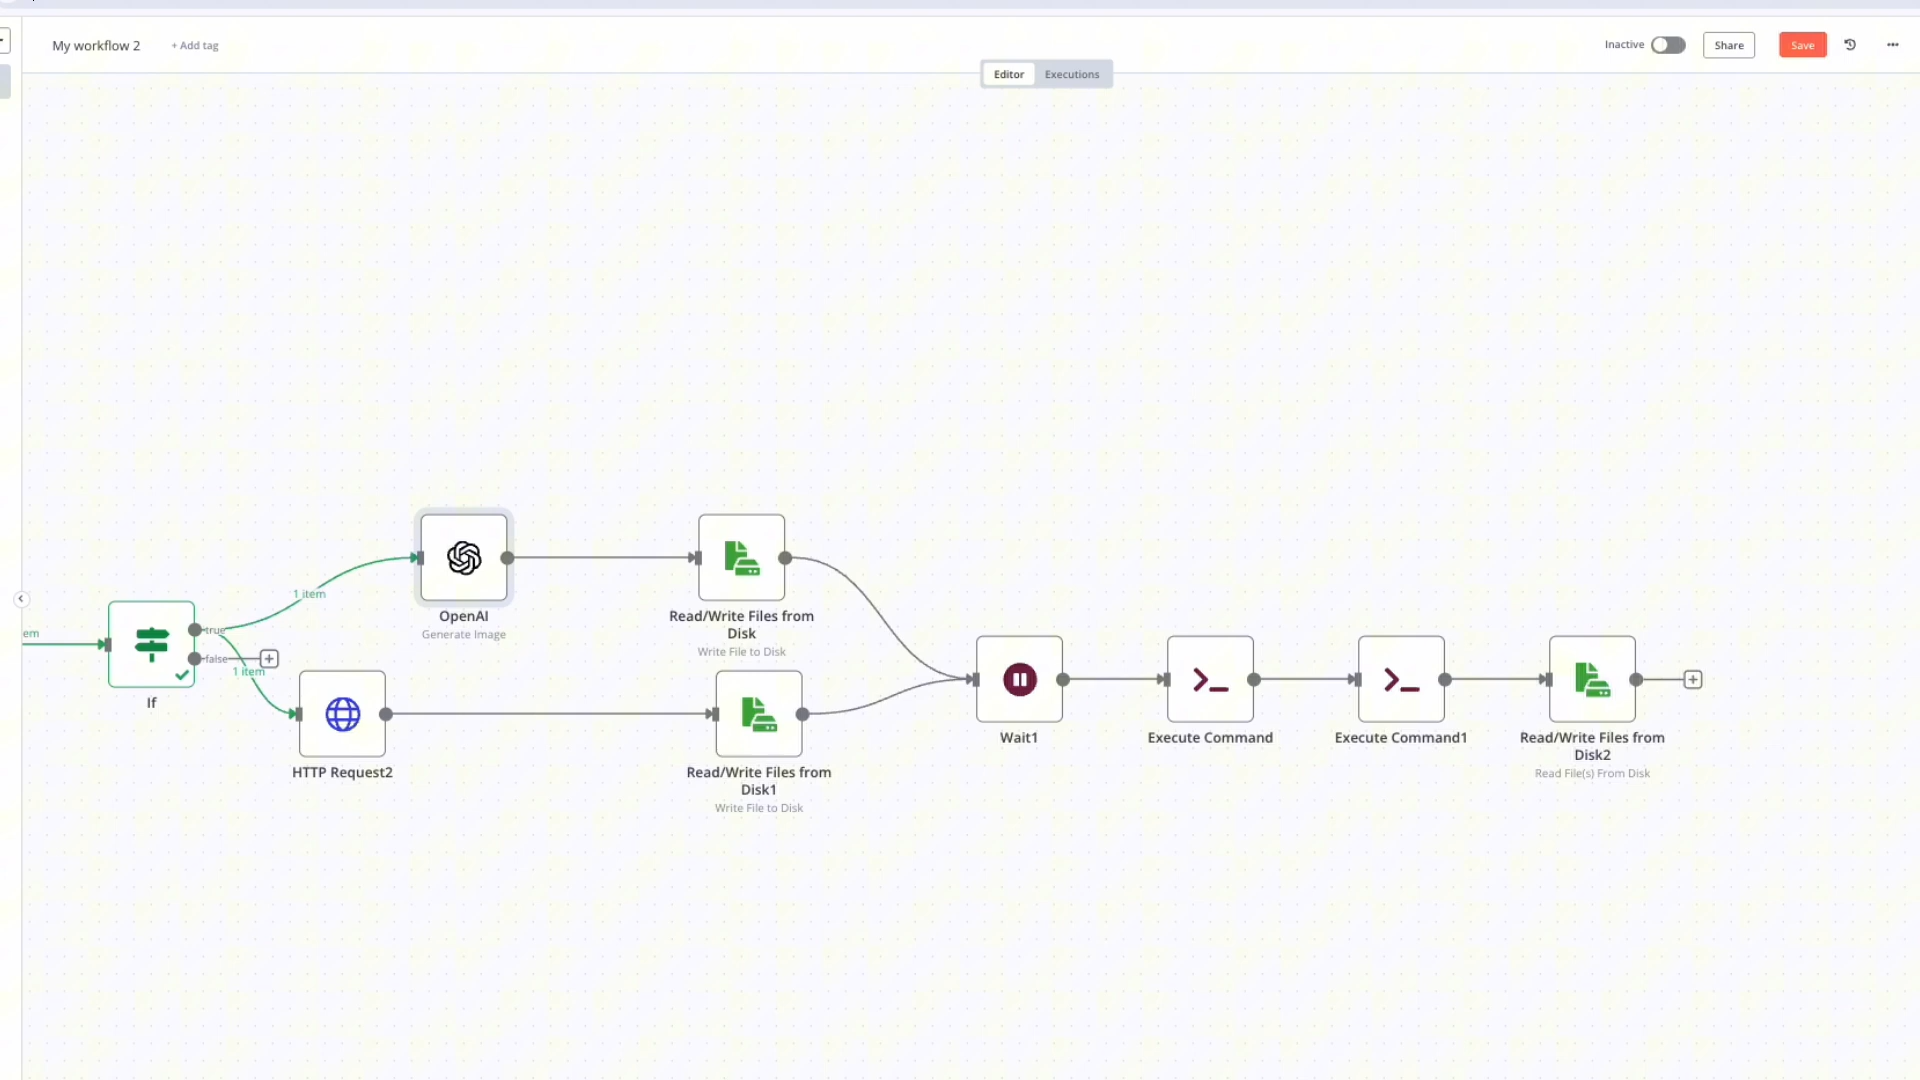 My workflow 2
+ Add tag
Inactive
Share
Save
Editor
Executions
em
If
true
false
1 item
1 item
OpenAI
Generate Image
HTTP Request2
Read/Write Files from
Disk
Write File to Disk
Read/Write Files from
Disk1
Write File to Disk
Wait1
Execute Command
Execute Command1
Read/Write Files from
Disk2
Read File(s) From Disk